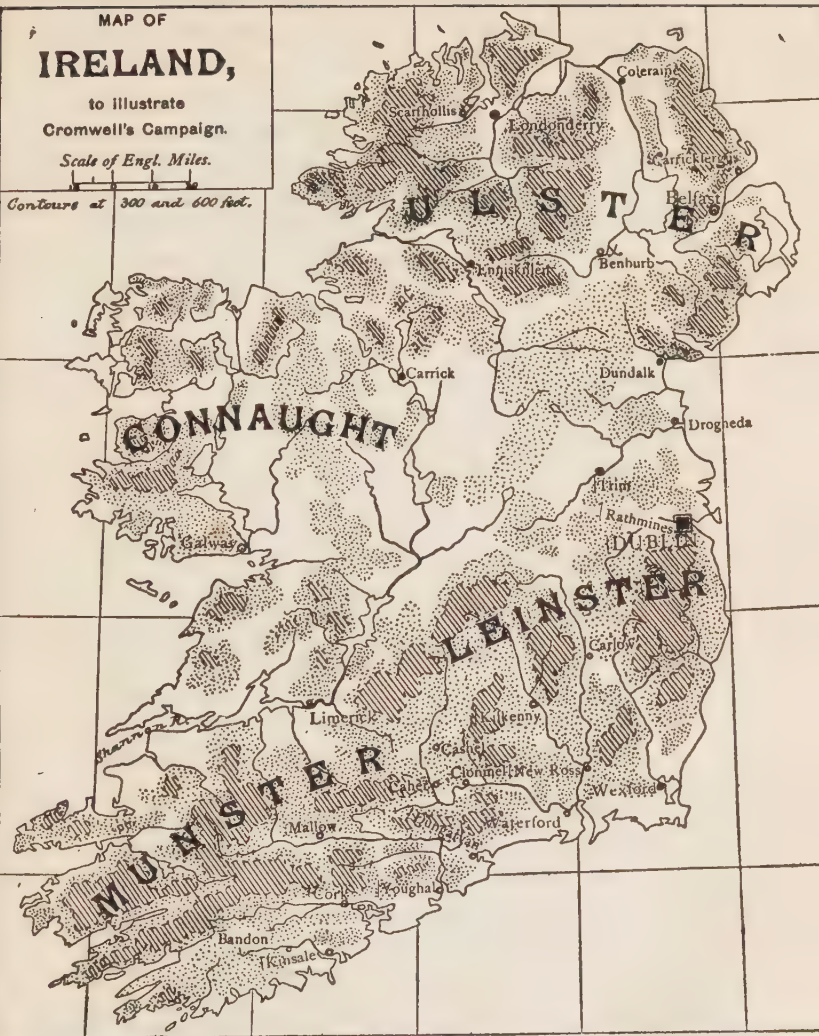 MAP OF
IRELAND,
to illustrate
Cromwell's Campaign.
Scale of Engl. Miles.
Contours at 300 and 600 feet.
Coleraine
Scarthollis
Londonderry
Carrickfergus
ULSTER
Belfast
Benburb
Enniskillen
Carrick
Dundalk
CONNAUGHT
Drogheda
Trim
Rathmines
DUBLIN
Galway
LEINSTER
Carlow
Limerick
Kilkenny
Shannon R.
Cashel
Clonmel
New Ross
Wexford
MUNSTER
Mallow
Dungarvan
Waterford
Youghal
Cork
Bandon
Kinsale